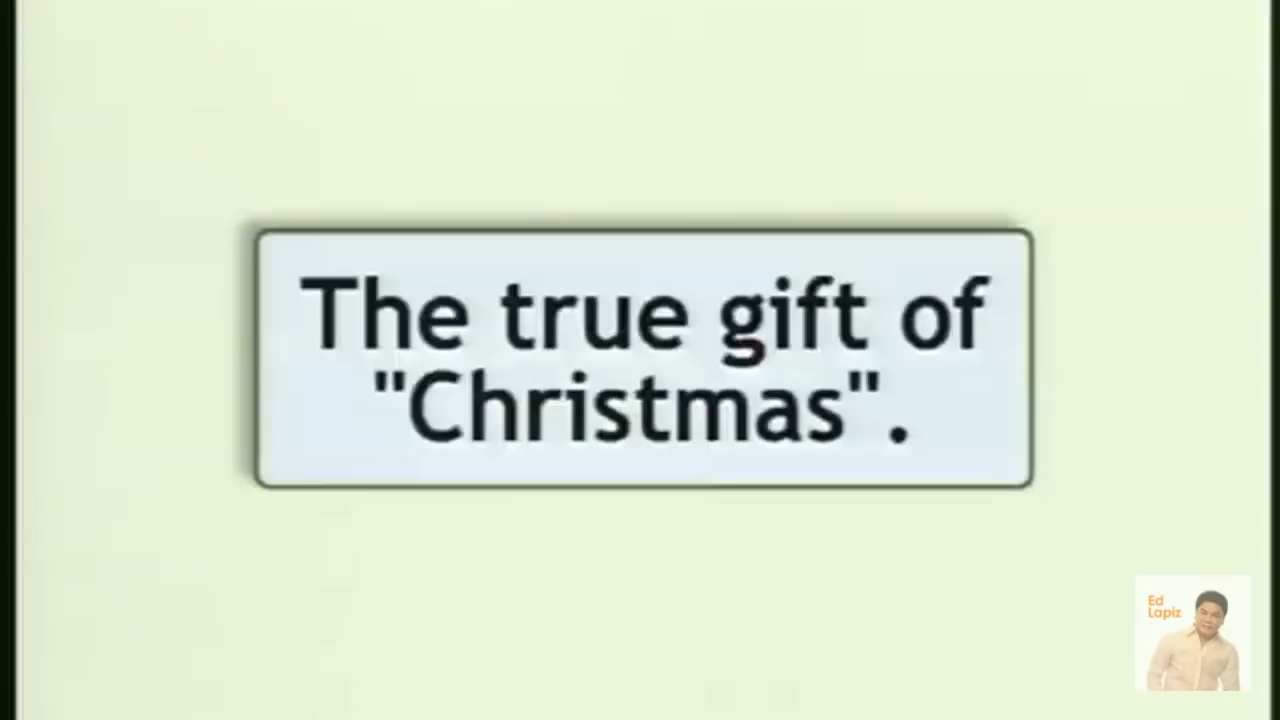 The true gift of
"Christmas".
Ed
Lapiz